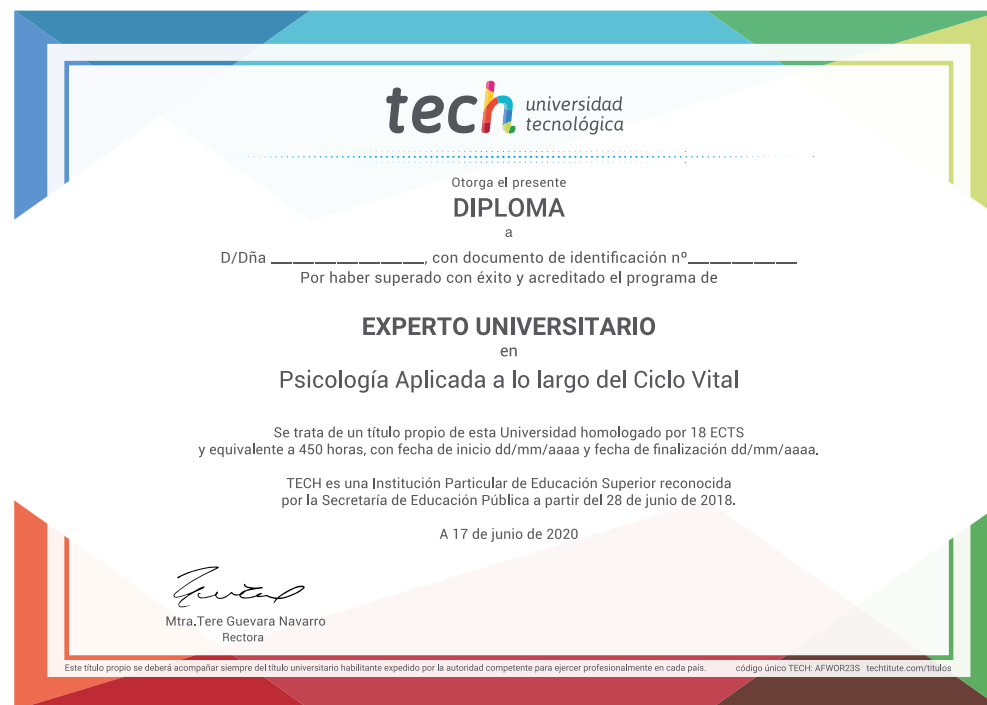 tech universidad
tecnológica
Otorga el presente
DIPLOMA
a
D/Dña ____________________, con documento de identificación nº______________
Por haber superado con éxito y acreditado el programa de
EXPERTO UNIVERSITARIO
en
Psicología Aplicada a lo largo del Ciclo Vital
Se trata de un título propio de esta Universidad homologado por 18 ECTS
y equivalente a 450 horas, con fecha de inicio dd/mm/aaaa y fecha de finalización dd/mm/aaaa.
TECH es una Institución Particular de Educación Superior reconocida
por la Secretaría de Educación Pública a partir del 28 de junio de 2018.
A 17 de junio de 2020
Mtra.Tere Guevara Navarro
Rectora
Este título propio se deberá acompañar siempre del título universitario habilitante expedido por la autoridad competente para ejercer profesionalmente en cada país. código único TECH: AFWOR23S techtitute.com/titulos